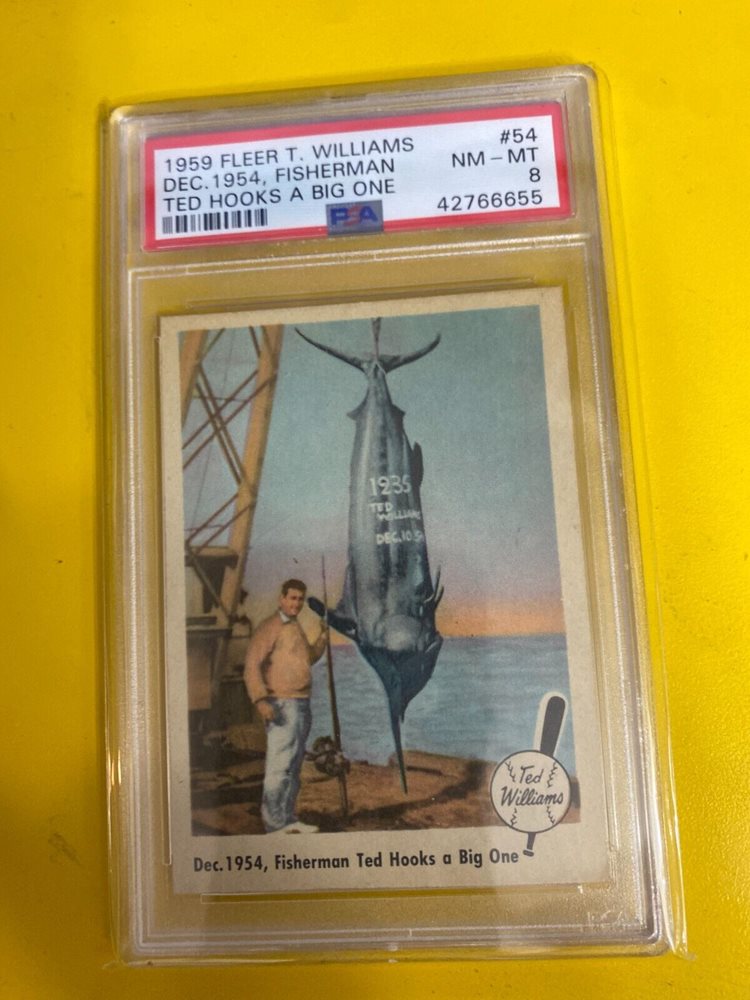 1959 FLEER T. WILLIAMS #54
DEC.1954, FISHERMAN NM - MT
TED HOOKS A BIG ONE 8
PSA 42766655
1235
TED
WILLIAMS
DEC.10
Ted
Williams
Dec.1954, Fisherman Ted Hooks a Big One